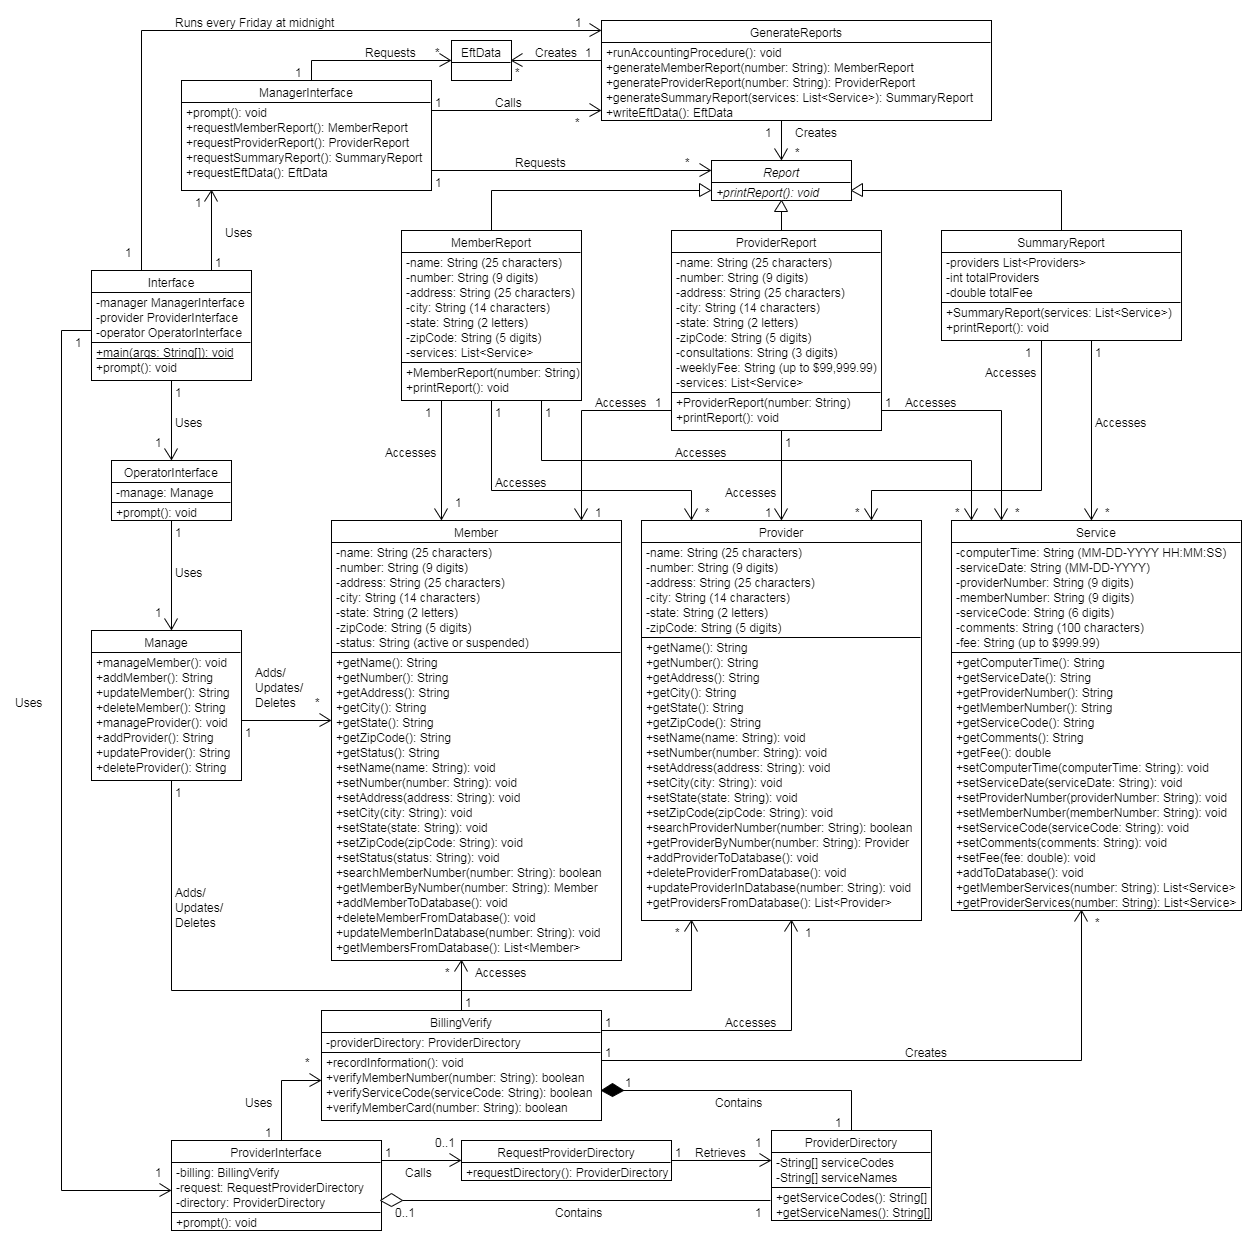 Runs every Friday at midnight
1
GenerateReports
+runAccountingProcedure(): void
+generateMemberReport(number: String): MemberReport
+generateProviderReport(number: String): ProviderReport
+generateSummaryReport(services: List<Service>): SummaryReport
+writeEftData(): EftData
Requests
*
EftData
Creates
1
*
1
ManagerInterface
+prompt(): void
+requestMemberReport(): MemberReport
+requestProviderReport(): ProviderReport
+requestSummaryReport(): SummaryReport
+requestEftData(): EftData
1
Calls
*
1
Creates
*
Requests
*
1
Report
+printReport(): void
1
Uses
1
1
Interface
-manager ManagerInterface
-provider ProviderInterface
-operator OperatorInterface
+main(args: String[]): void
+prompt(): void
1
1
Uses
1
MemberReport
-name: String (25 characters)
-number: String (9 digits)
-address: String (25 characters)
-city: String (14 characters)
-state: String (2 letters)
-zipCode: String (5 digits)
-services: List<Service>
+MemberReport(number: String)
+printReport(): void
ProviderReport
-name: String (25 characters)
-number: String (9 digits)
-address: String (25 characters)
-city: String (14 characters)
-state: String (2 letters)
-zipCode: String (5 digits)
-consultations: String (3 digits)
-weeklyFee: String (up to $99,999.99)
-services: List<Service>
+ProviderReport(number: String)
+printReport(): void
SummaryReport
-providers List<Providers>
-int totalProviders
-double totalFee
+SummaryReport(services: List<Service>)
+printReport(): void
1
1
Accesses
Accesses
1
1
1
Accesses
1
1
Accesses
1
Accesses
Accesses
Accesses
Accesses
1
1
*
1
*
*
*
*
OperatorInterface
-manage: Manage
+prompt(): void
1
Uses
1
Manage
+manageMember(): void
+addMember(): String
+updateMember(): String
+deleteMember(): String
+manageProvider(): void
+addProvider(): String
+updateProvider(): String
+deleteProvider(): String
Adds/
Updates/
Deletes
*
1
1
Adds/
Updates/
Deletes
*
Uses
Member
-name: String (25 characters)
-number: String (9 digits)
-address: String (25 characters)
-city: String (14 characters)
-state: String (2 letters)
-zipCode: String (5 digits)
-status: String (active or suspended)
+getName(): String
+getNumber(): String
+getAddress(): String
+getCity(): String
+getState(): String
+getZipCode(): String
+getStatus(): String
+setName(name: String): void
+setNumber(number: String): void
+setAddress(address: String): void
+setCity(city: String): void
+setState(state: String): void
+setZipCode(zipCode: String): void
+setStatus(status: String): void
+searchMemberNumber(number: String): boolean
+getMemberByNumber(number: String): Member
+addMemberToDatabase(): void
+deleteMemberFromDatabase(): void
+updateMemberInDatabase(number: String): void
+getMembersFromDatabase(): List<Member>
Provider
-name: String (25 characters)
-number: String (9 digits)
-address: String (25 characters)
-city: String (14 characters)
-state: String (2 letters)
-zipCode: String (5 digits)
+getName(): String
+getNumber(): String
+getAddress(): String
+getCity(): String
+getState(): String
+getZipCode(): String
+setName(name: String): void
+setNumber(number: String): void
+setAddress(address: String): void
+setCity(city: String): void
+setState(state: String): void
+setZipCode(zipCode: String): void
+searchProviderNumber(number: String): boolean
+getProviderByNumber(number: String): Provider
+addProviderToDatabase(): void
+deleteProviderFromDatabase(): void
+updateProviderInDatabase(number: String): void
+getProvidersFromDatabase(): List<Provider>
Service
-computerTime: String (MM-DD-YYYY HH:MM:SS)
-serviceDate: String (MM-DD-YYYY)
-providerNumber: String (9 digits)
-memberNumber: String (9 digits)
-serviceCode: String (6 digits)
-comments: String (100 characters)
-fee: String (up to $999.99)
+getComputerTime(): String
+getServiceDate(): String
+getProviderNumber(): String
+getMemberNumber(): String
+getServiceCode(): String
+getComments(): String
+getFee(): double
+setComputerTime(computerTime: String): void
+setServiceDate(serviceDate: String): void
+setProviderNumber(providerNumber: String): void
+setMemberNumber(memberNumber: String): void
+setServiceCode(serviceCode: String): void
+setComments(comments: String): void
+setFee(fee: double): void
+addToDatabase(): void
+getMemberServices(number: String): List<Service>
+getProviderServices(number: String): List<Service>
*
Accesses
1
1
Accesses
1
1
Creates
*
BillingVerify
-providerDirectory: ProviderDirectory
+recordInformation(): void
+verifyMemberNumber(number: String): boolean
+verifyServiceCode(serviceCode: String): boolean
+verifyMemberCard(number: String): boolean
*
Uses
1
1
Contains
1
1
ProviderInterface
-billing: BillingVerify
-request: RequestProviderDirectory
-directory: ProviderDirectory
+prompt(): void
1
Calls
0..1
RequestProviderDirectory
+requestDirectory(): ProviderDirectory
1
Retrieves
1
ProviderDirectory
-String[] serviceCodes
-String[] serviceNames
+getServiceCodes(): String[]
+getServiceNames(): String[]
0..1
Contains
1